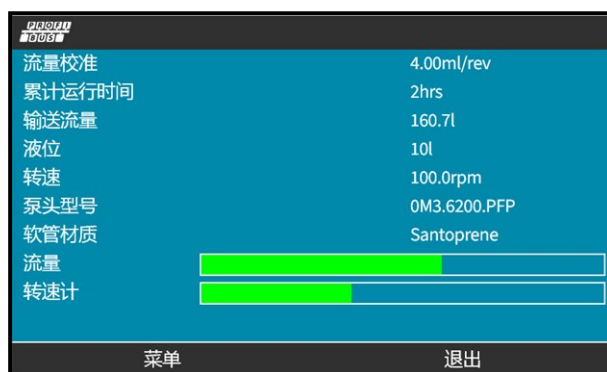 PROFI
BUS
流量校准 4.00ml/rev
累计运行时间 2hrs
输送流量 160.7l
液位 10l
转速 100.0rpm
泵头型号 0M3.6200.PFP
软管材质 Santoprene
流量
转速计
菜单 退出